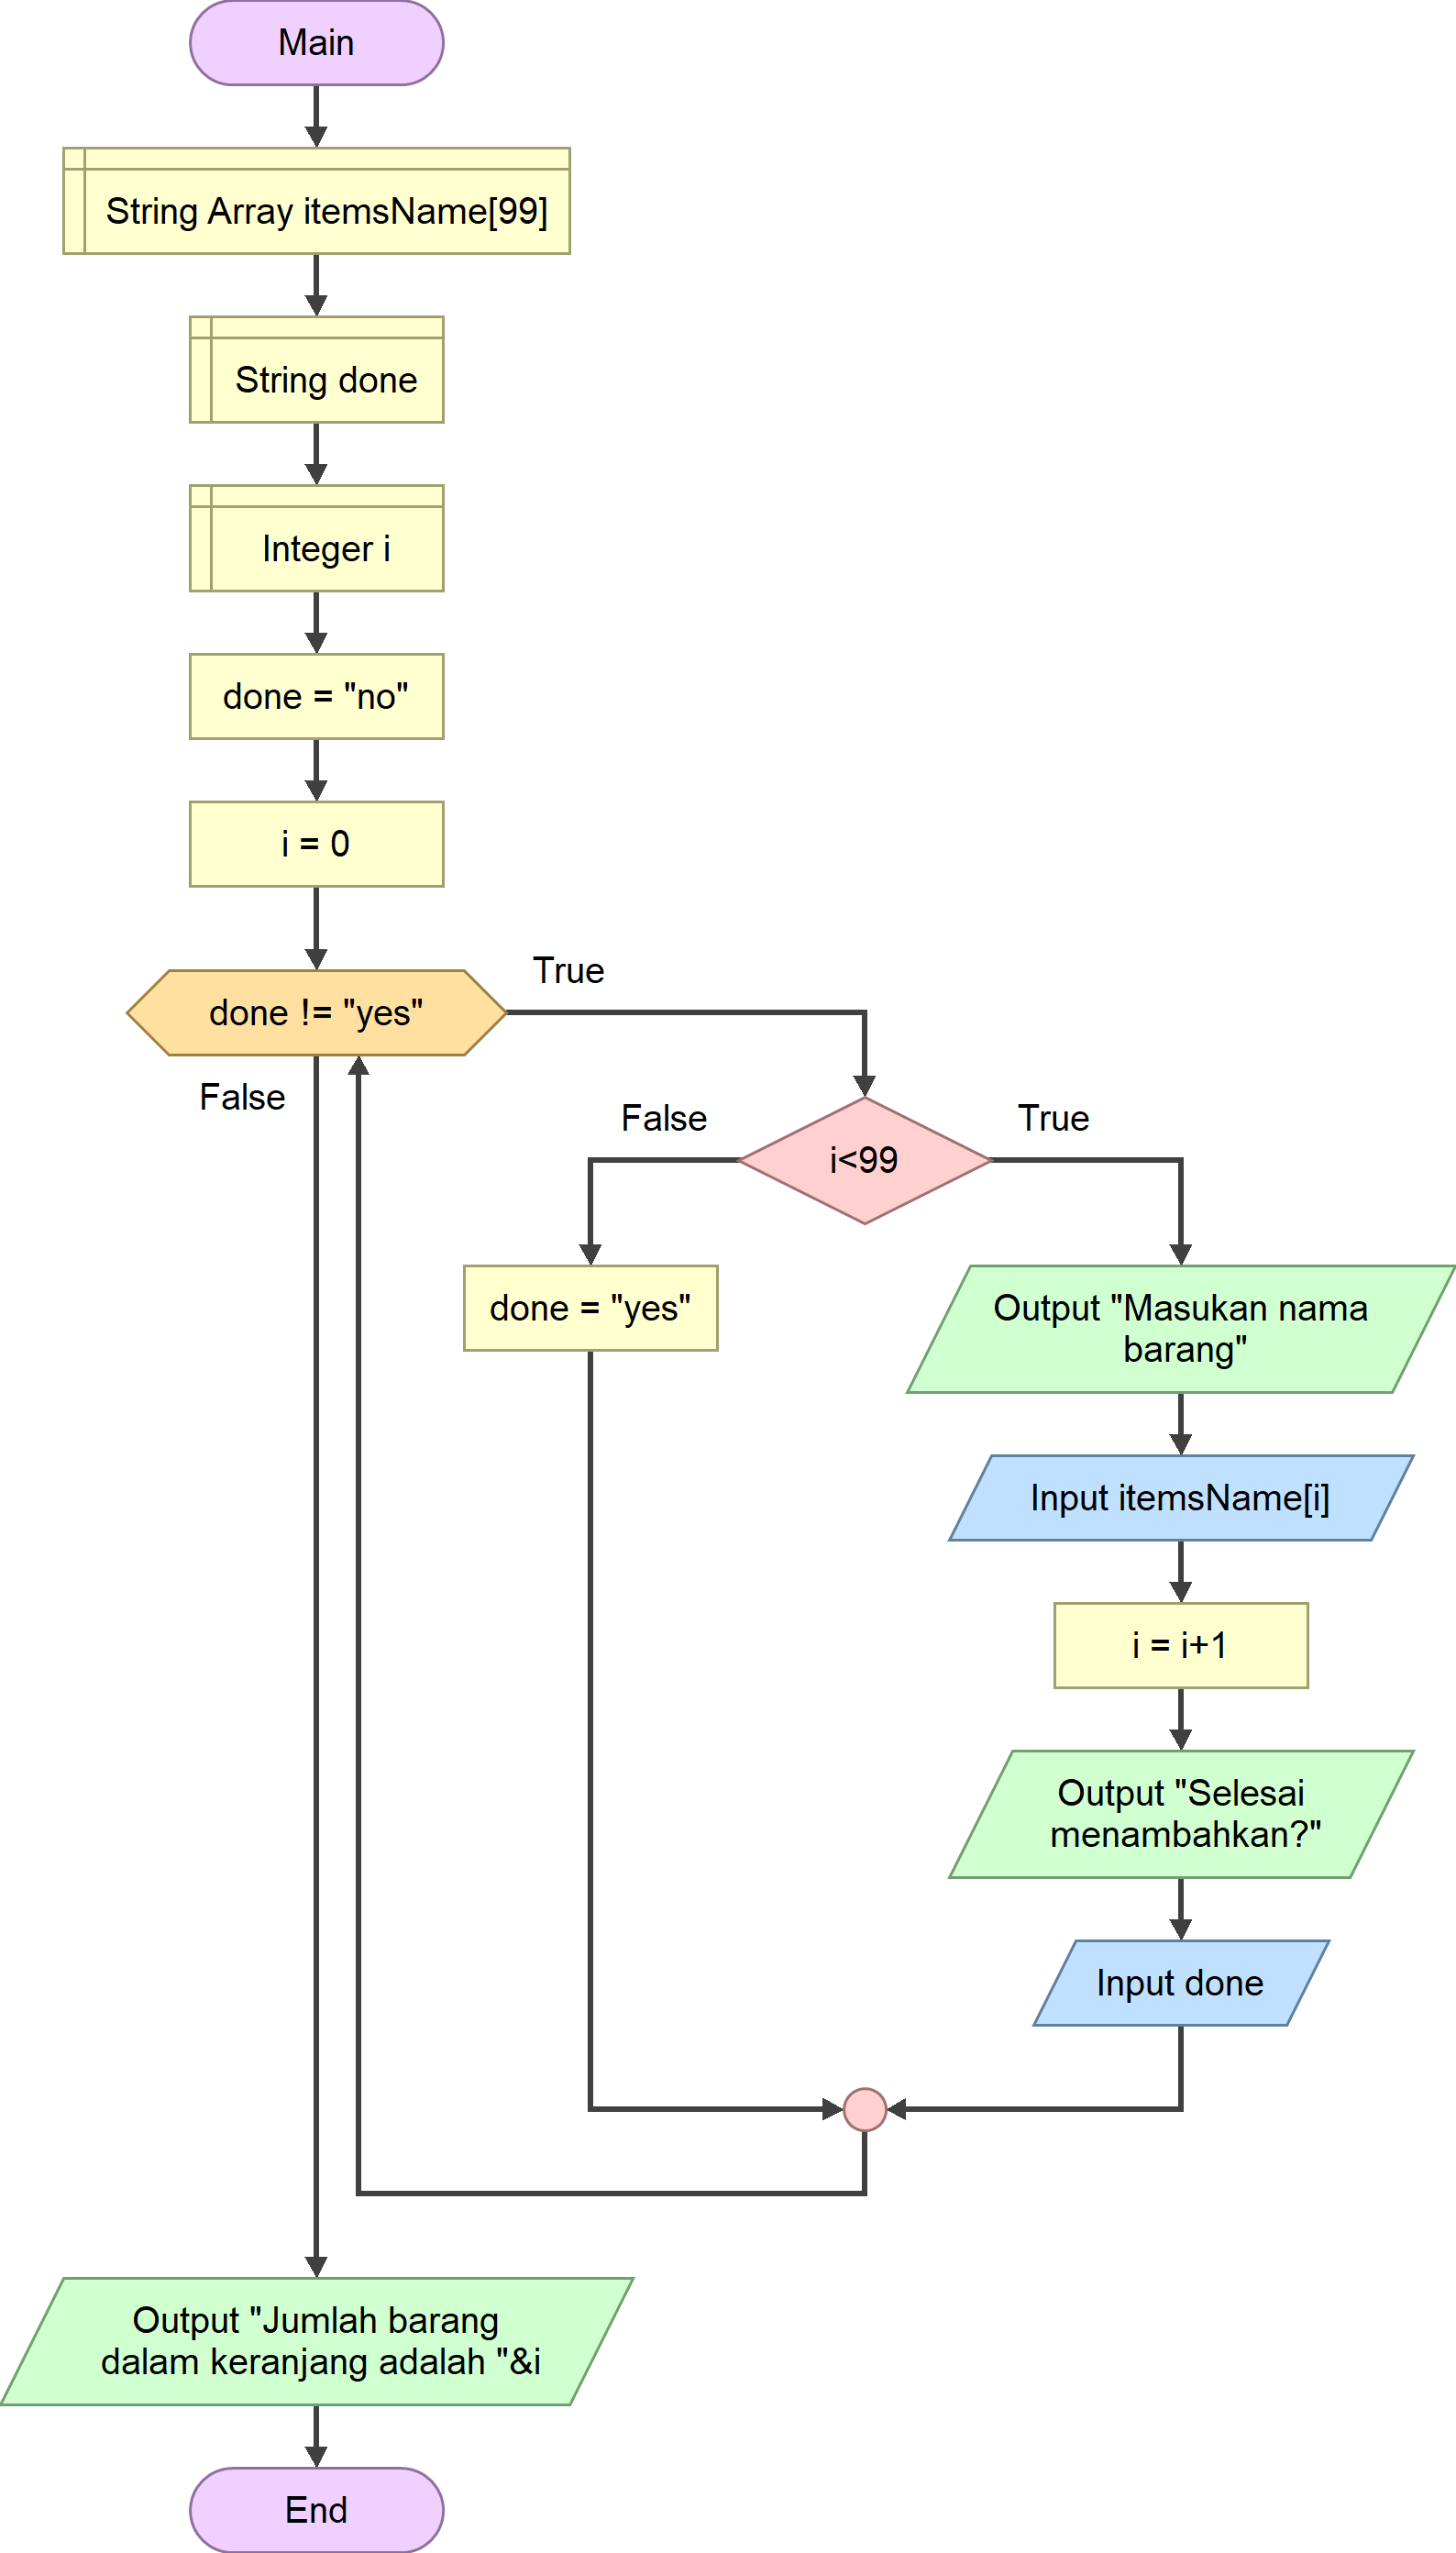 Main
String Array itemsName[99]
String done
Integer i
done = "no"
i = 0
done != "yes"
True
False
i<99
False
True
done = "yes"
Output "Masukan nama
barang"
Input itemsName[i]
i = i+1
Output "Selesai
menambahkan?"
Input done
Output "Jumlah barang
dalam keranjang adalah "&i
End